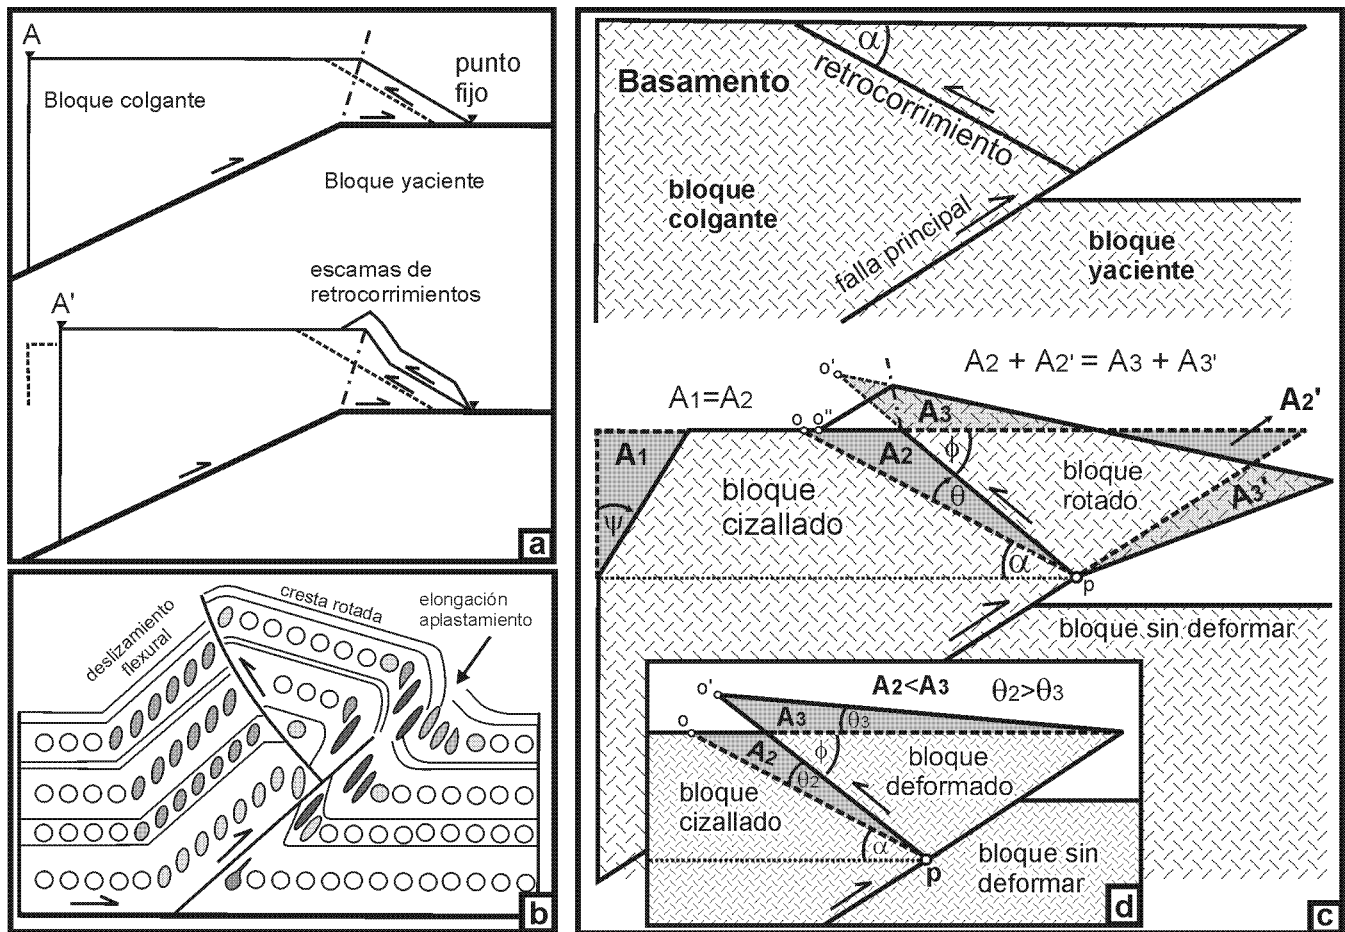 A
Bloque colgante
punto
fijo
Bloque yaciente
A'
escamas de
retrocorrimientos
a
deslizamiento
flexural
cresta rotada
elongación
aplastamiento
b
Basamento
α
retrocorrimiento
bloque
colgante
falla principal
bloque
yaciente
A2 + A2' = A3 + A3'
A1=A2
o'
o
o''
A1
A2
A3
A2'
A3'
ψ
ϕ
θ
α
p
bloque
cizallado
bloque
rotado
bloque sin deformar
c
A2<A3
θ2>θ3
o'
o
A3
θ3
A2
ϕ
θ2
bloque
deformado
bloque
cizallado
α
p
bloque sin
deformar
d